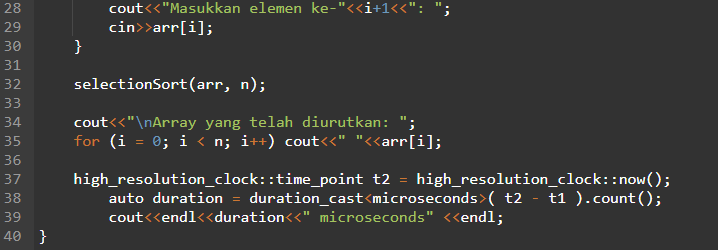 28 cout<<"Masukkan elemen ke-"<<i+1<<": ";
29 cin>>arr[i];
30 }
31
32 selectionSort(arr, n);
33
34 cout<<"\nArray yang telah diurutkan: ";
35 for (i = 0; i < n; i++) cout<<" "<<arr[i];
36
37 high_resolution_clock::time_point t2 = high_resolution_clock::now();
38 auto duration = duration_cast<microseconds>( t2 - t1 ).count();
39 cout<<endl<<duration<<" microseconds" <<endl;
40 }